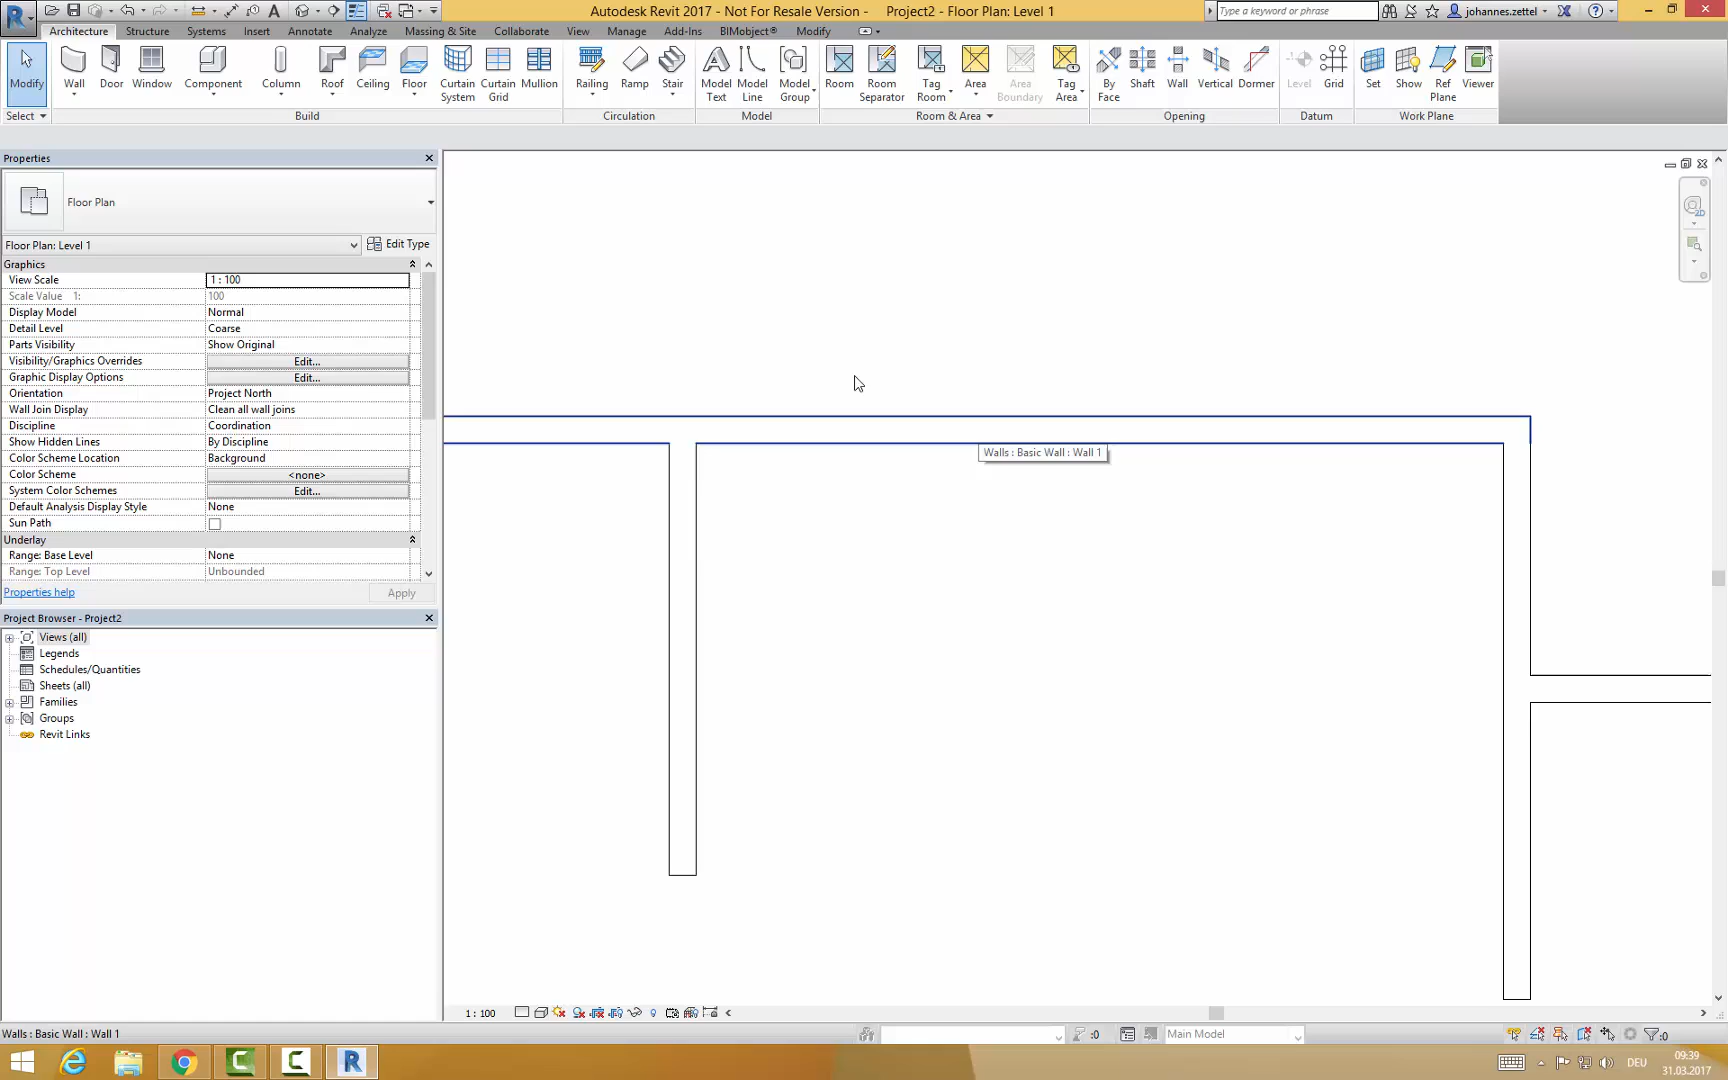 Autodesk Revit 2017 - Not For Resale Version - Project2 - Floor Plan: Level 1
Type a keyword or phrase
johannes.zettel
Architecture Structure Systems Insert Annotate Analyze Massing & Site Collaborate View Manage Add-Ins BIMobject® Modify
Modify Wall Door Window Component Column Roof Ceiling Floor Curtain System Curtain Grid Mullion Railing Ramp Stair Model Text Model Line Model Group Room Room Separator Tag Room Area Area Boundary Tag Area By Face Shaft Wall Vertical Dormer Level Grid Set Show Ref Plane Viewer
Select Build Circulation Model Room & Area Opening Datum Work Plane
Properties
Floor Plan
Floor Plan: Level 1 Edit Type
Graphics
View Scale 1 : 100
Scale Value 1: 100
Display Model Normal
Detail Level Coarse
Parts Visibility Show Original
Visibility/Graphics Overrides Edit...
Graphic Display Options Edit...
Orientation Project North
Wall Join Display Clean all wall joins
Discipline Coordination
Show Hidden Lines By Discipline
Color Scheme Location Background
Color Scheme <none>
System Color Schemes Edit...
Default Analysis Display Style None
Sun Path
Underlay
Range: Base Level None
Range: Top Level Unbounded
Properties help Apply
Project Browser - Project2
Views (all)
Legends
Schedules/Quantities
Sheets (all)
Families
Groups
Revit Links
2D
Walls : Basic Wall : Wall 1
1 : 100
Walls : Basic Wall : Wall 1
:0 Main Model :0
DEU
09:39
31.03.2017